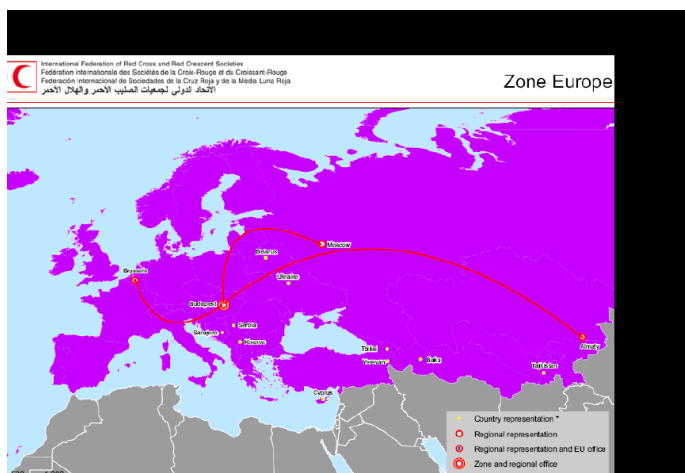 International Federation of Red Cross and Red Crescent Societies
Fédération internationale des Sociétés de la Croix-Rouge et du Croissant-Rouge
Federación Internacional de Sociedades de la Cruz Roja y de la Media Luna Roja
الاتحاد الدولي لجمعيات الصليب الأحمر والهلال الأحمر
Zone Europe
Moscow
Belarus
Brussels
Ukraine
Budapest
Serbia
Sarajevo
Kosovo
Almaty
Tbilisi
Yerevan
Baku
Tajikistan
Cyprus
Country representation *
Regional representation
Regional representation and EU office
Zone and regional office